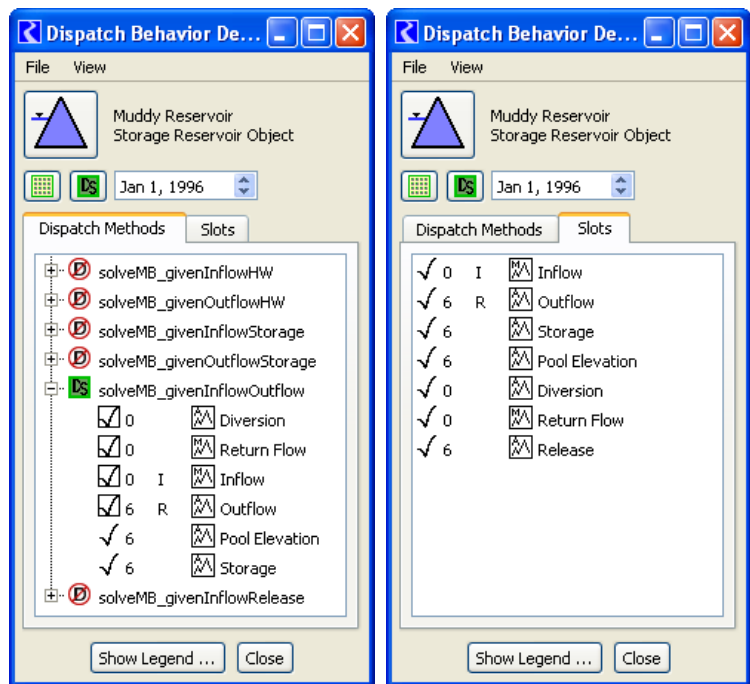 Dispatch Behavior De...
File View
Muddy Reservoir
Storage Reservoir Object
DS Jan 1, 1996
Dispatch Methods Slots
D solveMB_givenInflowHW
D solveMB_givenOutflowHW
D solveMB_givenInflowStorage
D solveMB_givenOutflowStorage
DS solveMB_givenInflowOutflow
0 Diversion
0 Return Flow
0 I Inflow
6 R Outflow
6 Pool Elevation
6 Storage
D solveMB_givenInflowRelease
Show Legend ... Close
Dispatch Behavior De...
File View
Muddy Reservoir
Storage Reservoir Object
DS Jan 1, 1996
Dispatch Methods Slots
0 I Inflow
6 R Outflow
6 Storage
6 Pool Elevation
0 Diversion
0 Return Flow
6 Release
Show Legend ... Close